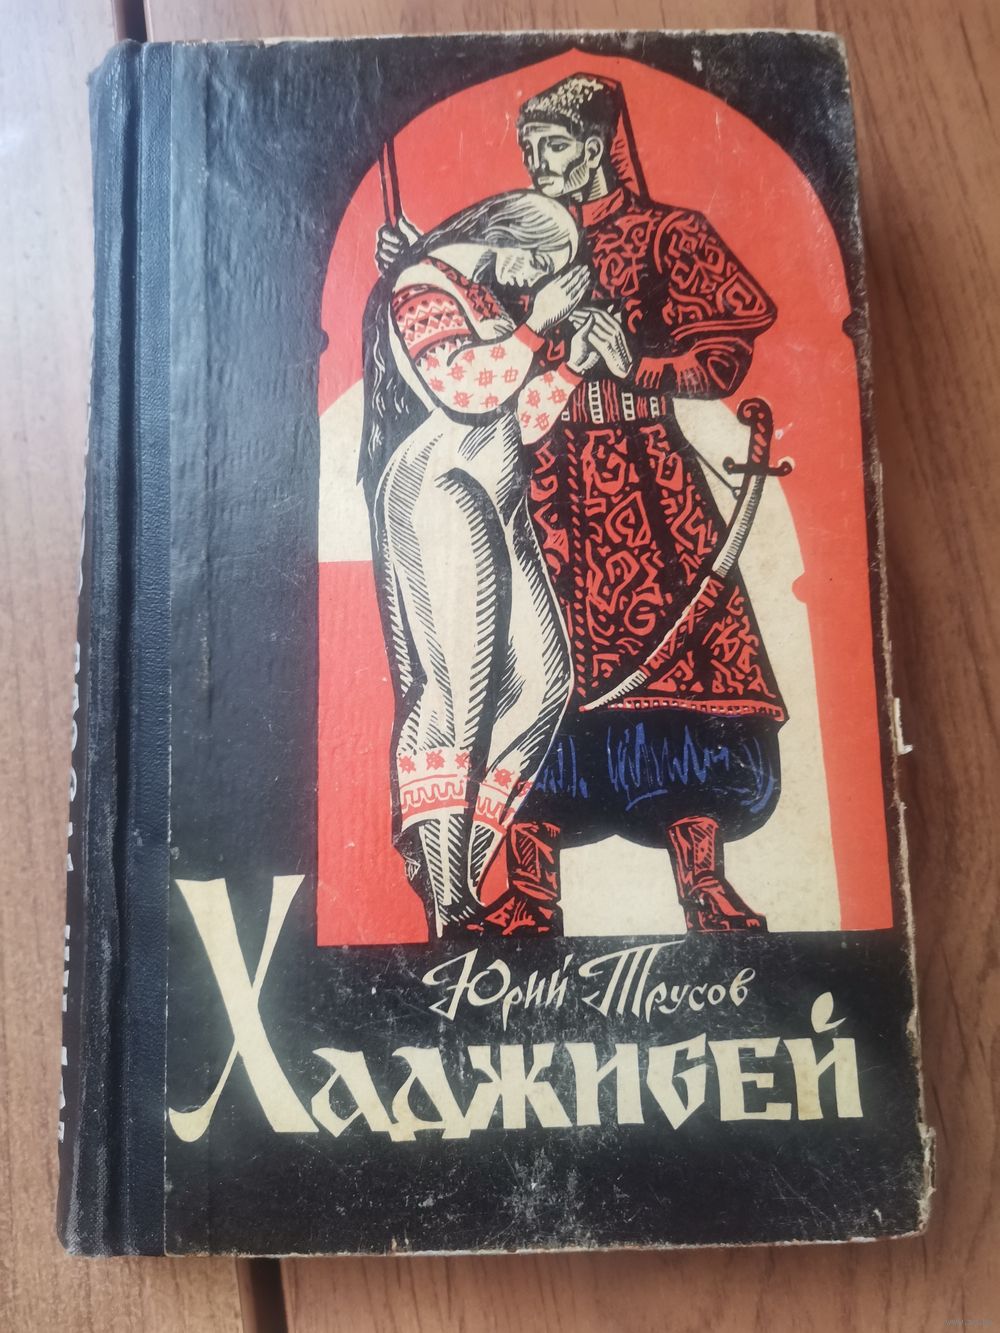 Юрий Трусов
Хаджибей